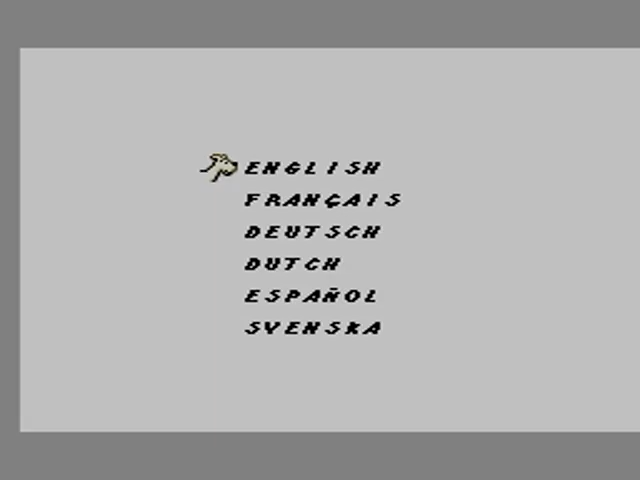 ENGLISH
FRANÇAIS
DEUTSCH
DUTCH
ESPAÑOL
SVENSKA